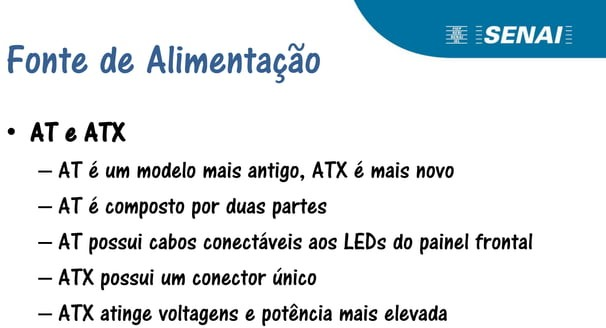 SENAI
Fonte de Alimentação
• AT e ATX
– AT é um modelo mais antigo, ATX é mais novo
– AT é composto por duas partes
– AT possui cabos conectáveis aos LEDs do painel frontal
– ATX possui um conector único
– ATX atinge voltagens e potência mais elevada